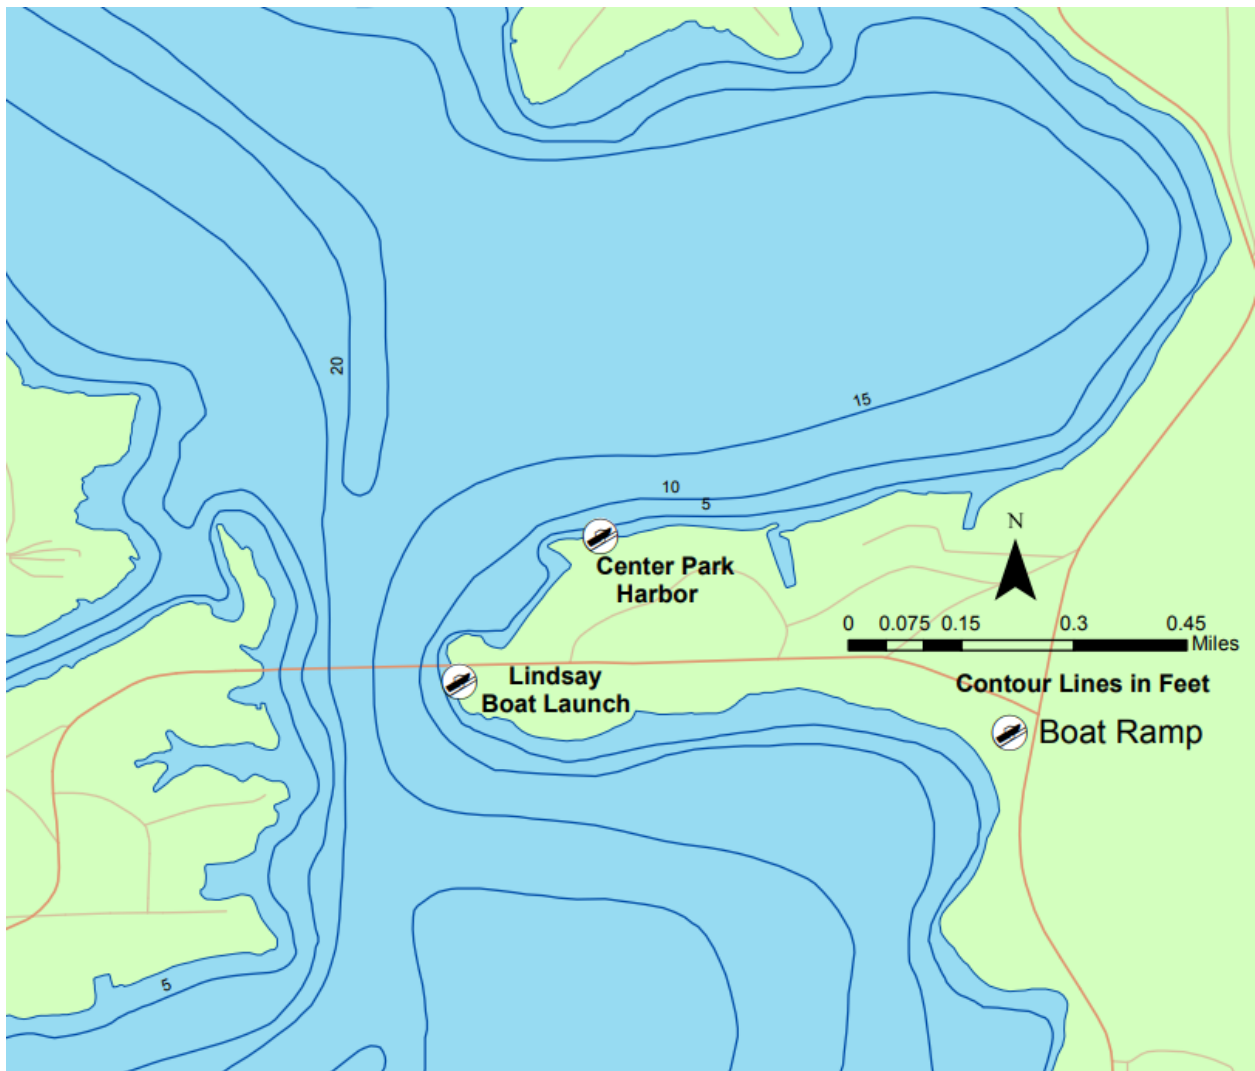 20
15
10
5
Center Park
Harbor
N
0 0.075 0.15 0.3 0.45
Miles
Lindsay
Boat Launch
Contour Lines in Feet
Boat Ramp
5